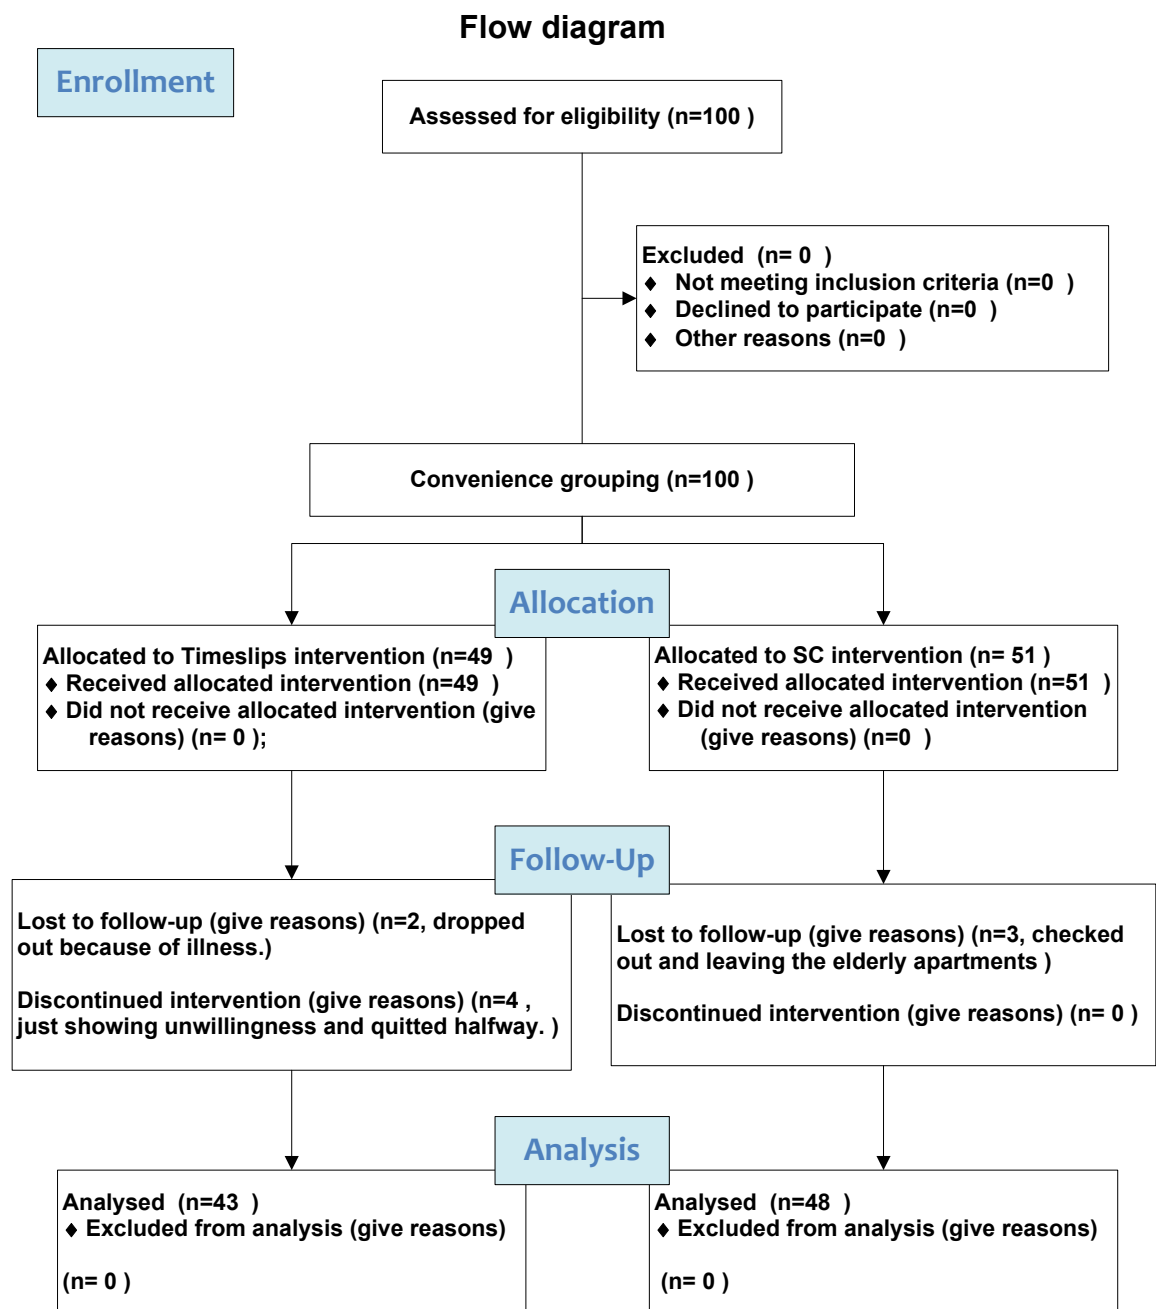 Flow diagram
Enrollment
Assessed for eligibility (n=100 )
Excluded (n= 0 )
♦ Not meeting inclusion criteria (n=0 )
♦ Declined to participate (n=0 )
♦ Other reasons (n=0 )
Convenience grouping (n=100 )
Allocation
Allocated to Timeslips intervention (n=49 )
♦ Received allocated intervention (n=49 )
♦ Did not receive allocated intervention (give
reasons) (n= 0 );
Allocated to SC intervention (n= 51 )
♦ Received allocated intervention (n=51 )
♦ Did not receive allocated intervention
(give reasons) (n=0 )
Follow-Up
Lost to follow-up (give reasons) (n=2, dropped
out because of illness.)
Discontinued intervention (give reasons) (n=4 ,
just showing unwillingness and quitted halfway. )
Lost to follow-up (give reasons) (n=3, checked
out and leaving the elderly apartments )
Discontinued intervention (give reasons) (n= 0 )
Analysis
Analysed (n=43 )
♦ Excluded from analysis (give reasons)
(n= 0 )
Analysed (n=48 )
♦ Excluded from analysis (give reasons)
(n= 0 )